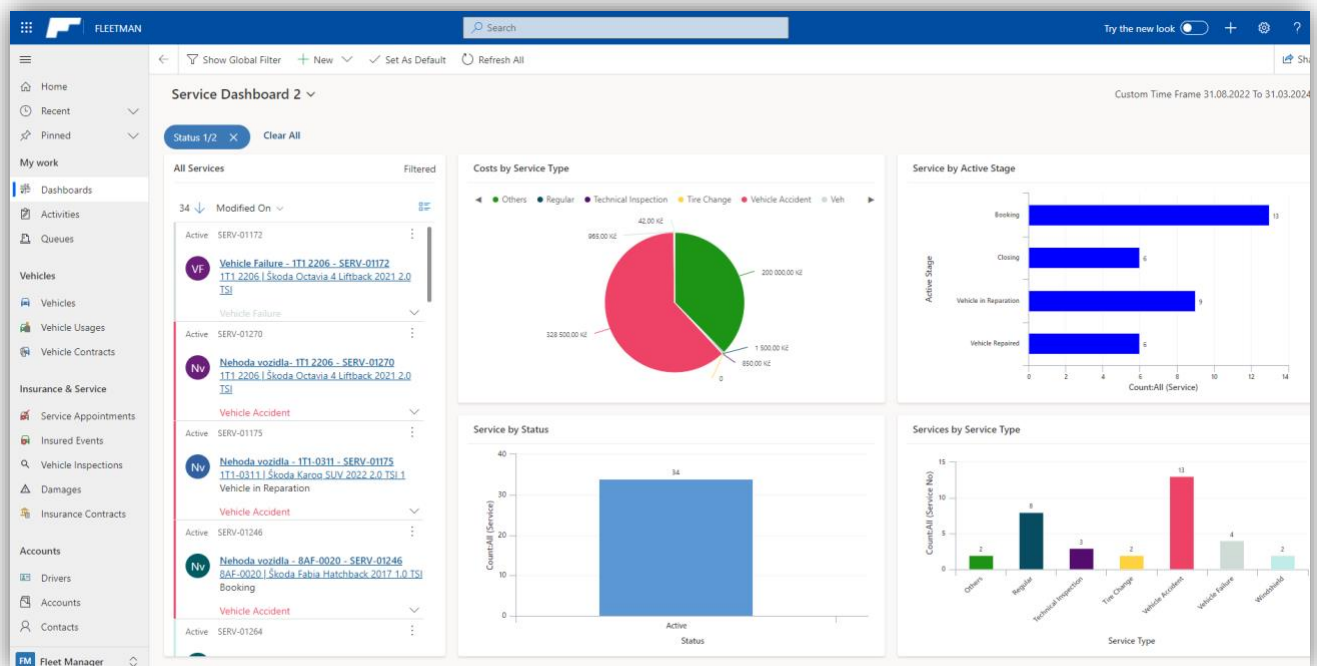 FLEETMAN
Search
Try the new look
Show Global Filter
New
Set As Default
Refresh All
Sha
Home
Recent
Pinned
My work
Dashboards
Activities
Queues
Vehicles
Vehicles
Vehicle Usages
Vehicle Contracts
Insurance & Service
Service Appointments
Insured Events
Vehicle Inspections
Damages
Insurance Contracts
Accounts
Drivers
Accounts
Contacts
FM Fleet Manager
Service Dashboard 2
Custom Time Frame 31.08.2022 To 31.03.2024
Status 1/2 X
Clear All
All Services
Filtered
34 Modified On
Active SERV-01172
VF
Vehicle Failure - 1T1 2206 - SERV-01172
1T1 2206 | Škoda Octavia 4 Liftback 2021 2.0
TSI
Vehicle Failure
Active SERV-01270
Nv
Nehoda vozidla- 1T1 2206 - SERV-01270
1T1 2206 | Škoda Octavia 4 Liftback 2021 2.0
TSI
Vehicle Accident
Active SERV-01175
Nv
Nehoda vozidla - 1T1-0311 - SERV-01175
1T1-0311 | Škoda Karoq SUV 2022 2.0 TSI 1
Vehicle in Reparation
Vehicle Accident
Active SERV-01246
Nv
Nehoda vozidla - 8AF-0020 - SERV-01246
8AF-0020 | Škoda Fabia Hatchback 2017 1.0 TSI
Booking
Vehicle Accident
Active SERV-01264
Costs by Service Type
Others Regular Technical Inspection Tire Change Vehicle Accident Veh
42,00 Kč
965,00 Kč
200 000,00 Kč
328 500,00 Kč
1 500,00 Kč
850,00 Kč
0
Service by Active Stage
Active Stage
Booking 13
Closing 6
Vehicle in Reparation 9
Vehicle Repaired 6
0 2 4 6 8 10 12 14
Count:All (Service)
Service by Status
Count:All (Service)
40
30
20
10
0
34
Active
Status
Services by Service Type
Count:All (Service No)
15
10
5
0
2 8 3 2 13 4 2
Others
Regular
Technical Inspection
Tire Change
Vehicle Accident
Vehicle Failure
Windshield
Service Type